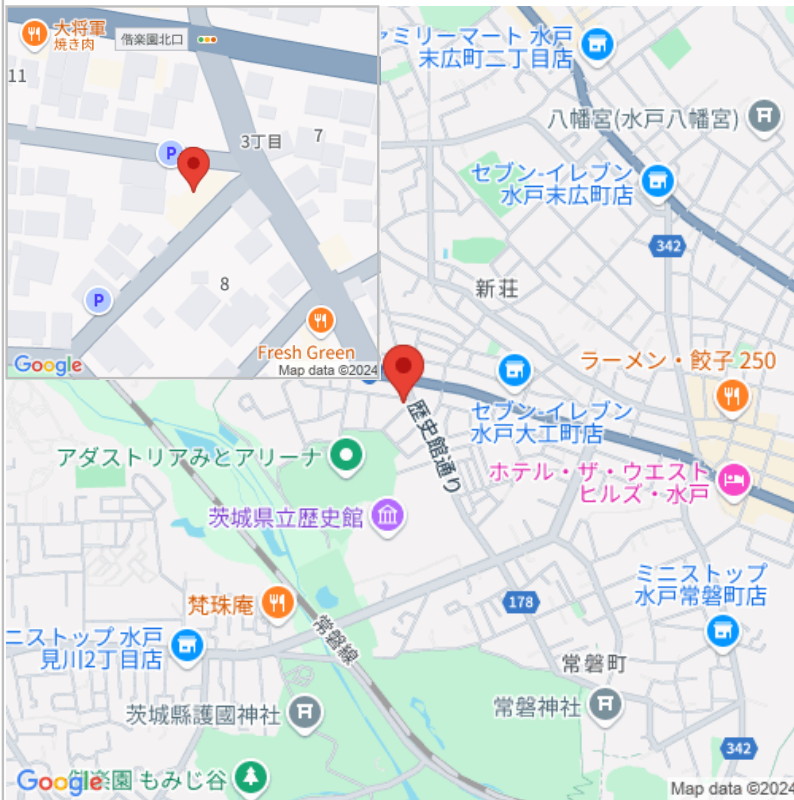 大将軍
焼き肉
偕楽園北口
11
P
3丁目
7
P
8
Fresh Green
Google
Map data ©2024
ァミリーマート 水戸
末広町二丁目店
八幡宮(水戸八幡宮)
セブン-イレブン
水戸末広町店
342
新荘
ラーメン・餃子 250
セブン-イレブン
水戸大工町店
歴史館通り
アダストリアみとアリーナ
ホテル・ザ・ウエスト
ヒルズ・水戸
茨城県立歴史館
ミニストップ
水戸常磐町店
梵珠庵
178
常磐線
ニストップ 水戸
見川2丁目店
常磐町
茨城縣護國神社
常磐神社
342
楽園 もみじ谷
Google
Map data ©2024